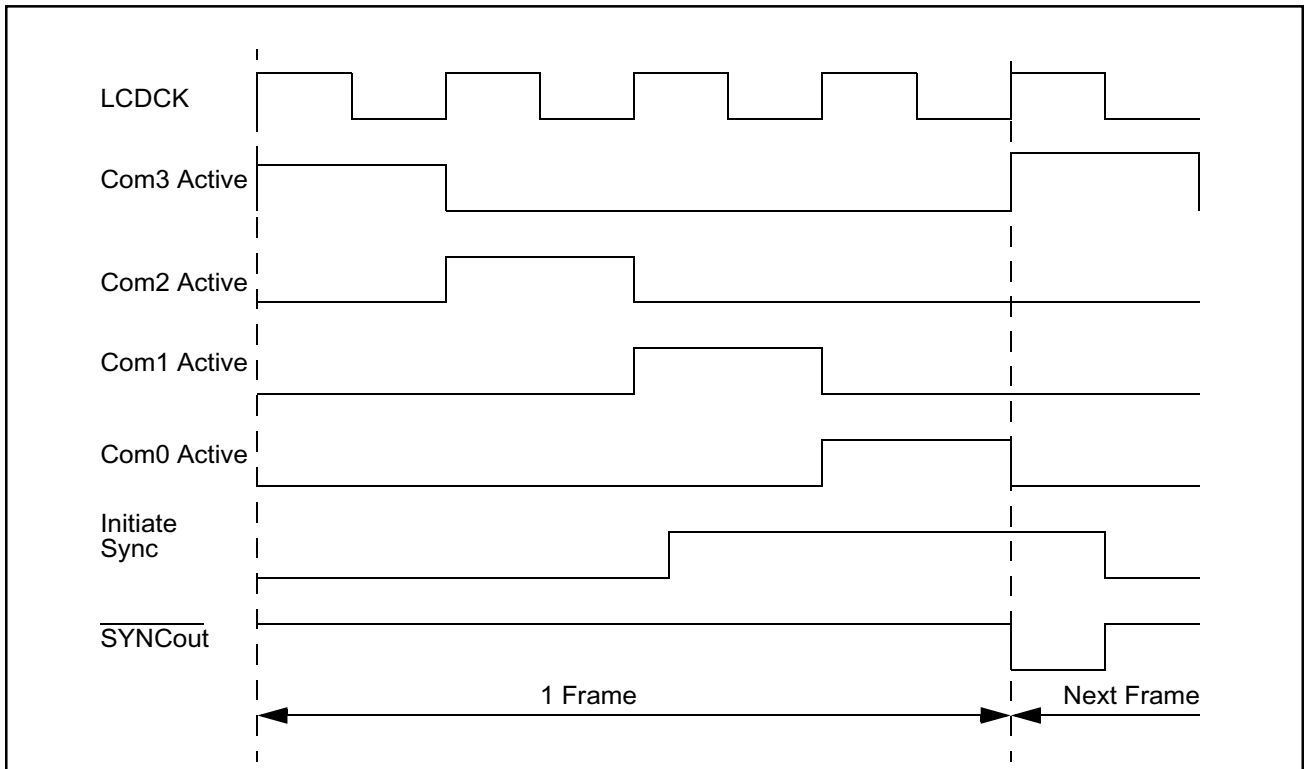 LCDCK
Com3 Active
Com2 Active
Com1 Active
Com0 Active
Initiate
Sync
SYNCout
1 Frame
Next Frame